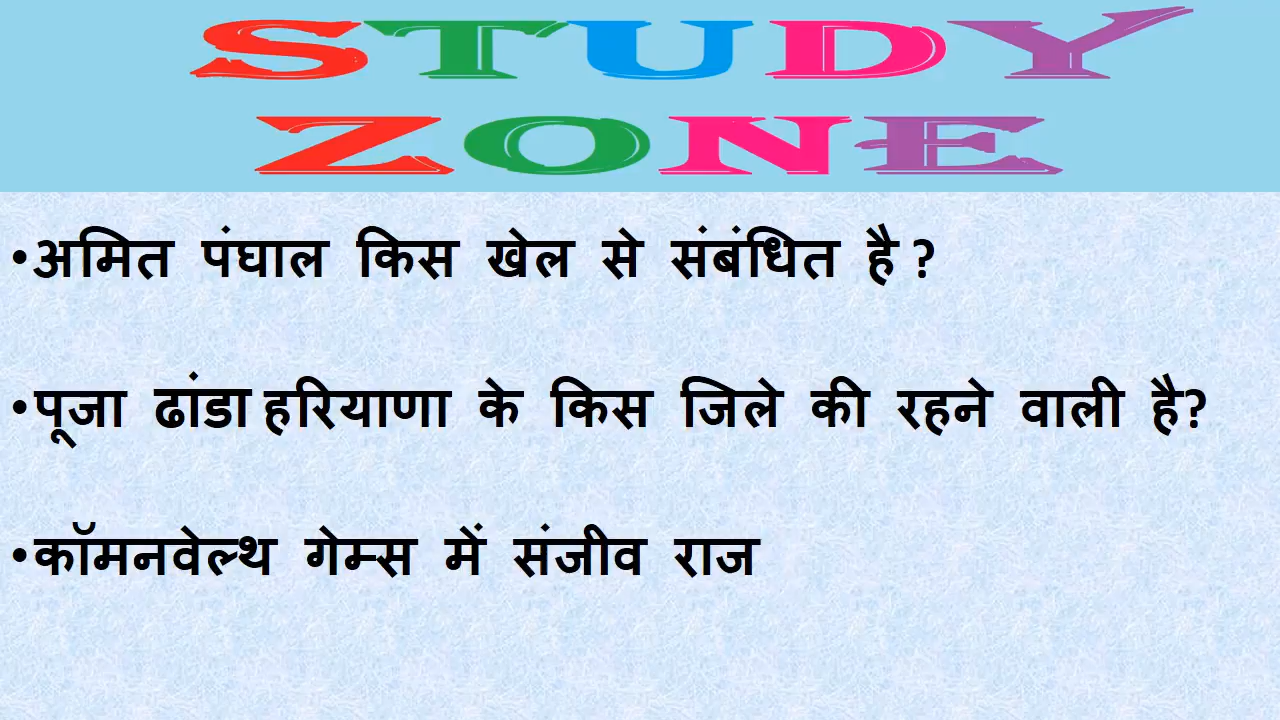 STUDY
ZONE
•अमित पंघाल किस खेल से संबंधित है ?
•पूजा ढांडा हरियाणा के किस जिले की रहने वाली है?
•कॉमनवेल्थ गेम्स में संजीव राज